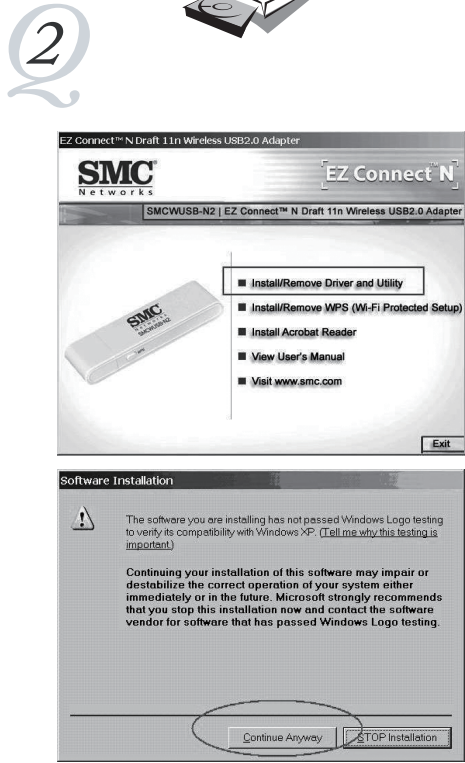 Q
2
EZ Connect™ N Draft 11n Wireless USB2.0 Adapter
SMC®
Networks
EZ Connect™ N
SMCWUSB-N2 | EZ Connect™ N Draft 11n Wireless USB2.0 Adapter
SMC
Networks
SMCWUSB-N2
WPS
Install/Remove Driver and Utility
Install/Remove WPS (Wi-Fi Protected Setup)
Install Acrobat Reader
View User's Manual
Visit www.smc.com
Exit
Software Installation
The software you are installing has not passed Windows Logo testing
to verify its compatibility with Windows XP. (Tell me why this testing is
important.)
Continuing your installation of this software may impair or
destabilize the correct operation of your system either
immediately or in the future. Microsoft strongly recommends
that you stop this installation now and contact the software
vendor for software that has passed Windows Logo testing.
Continue Anyway
STOP Installation